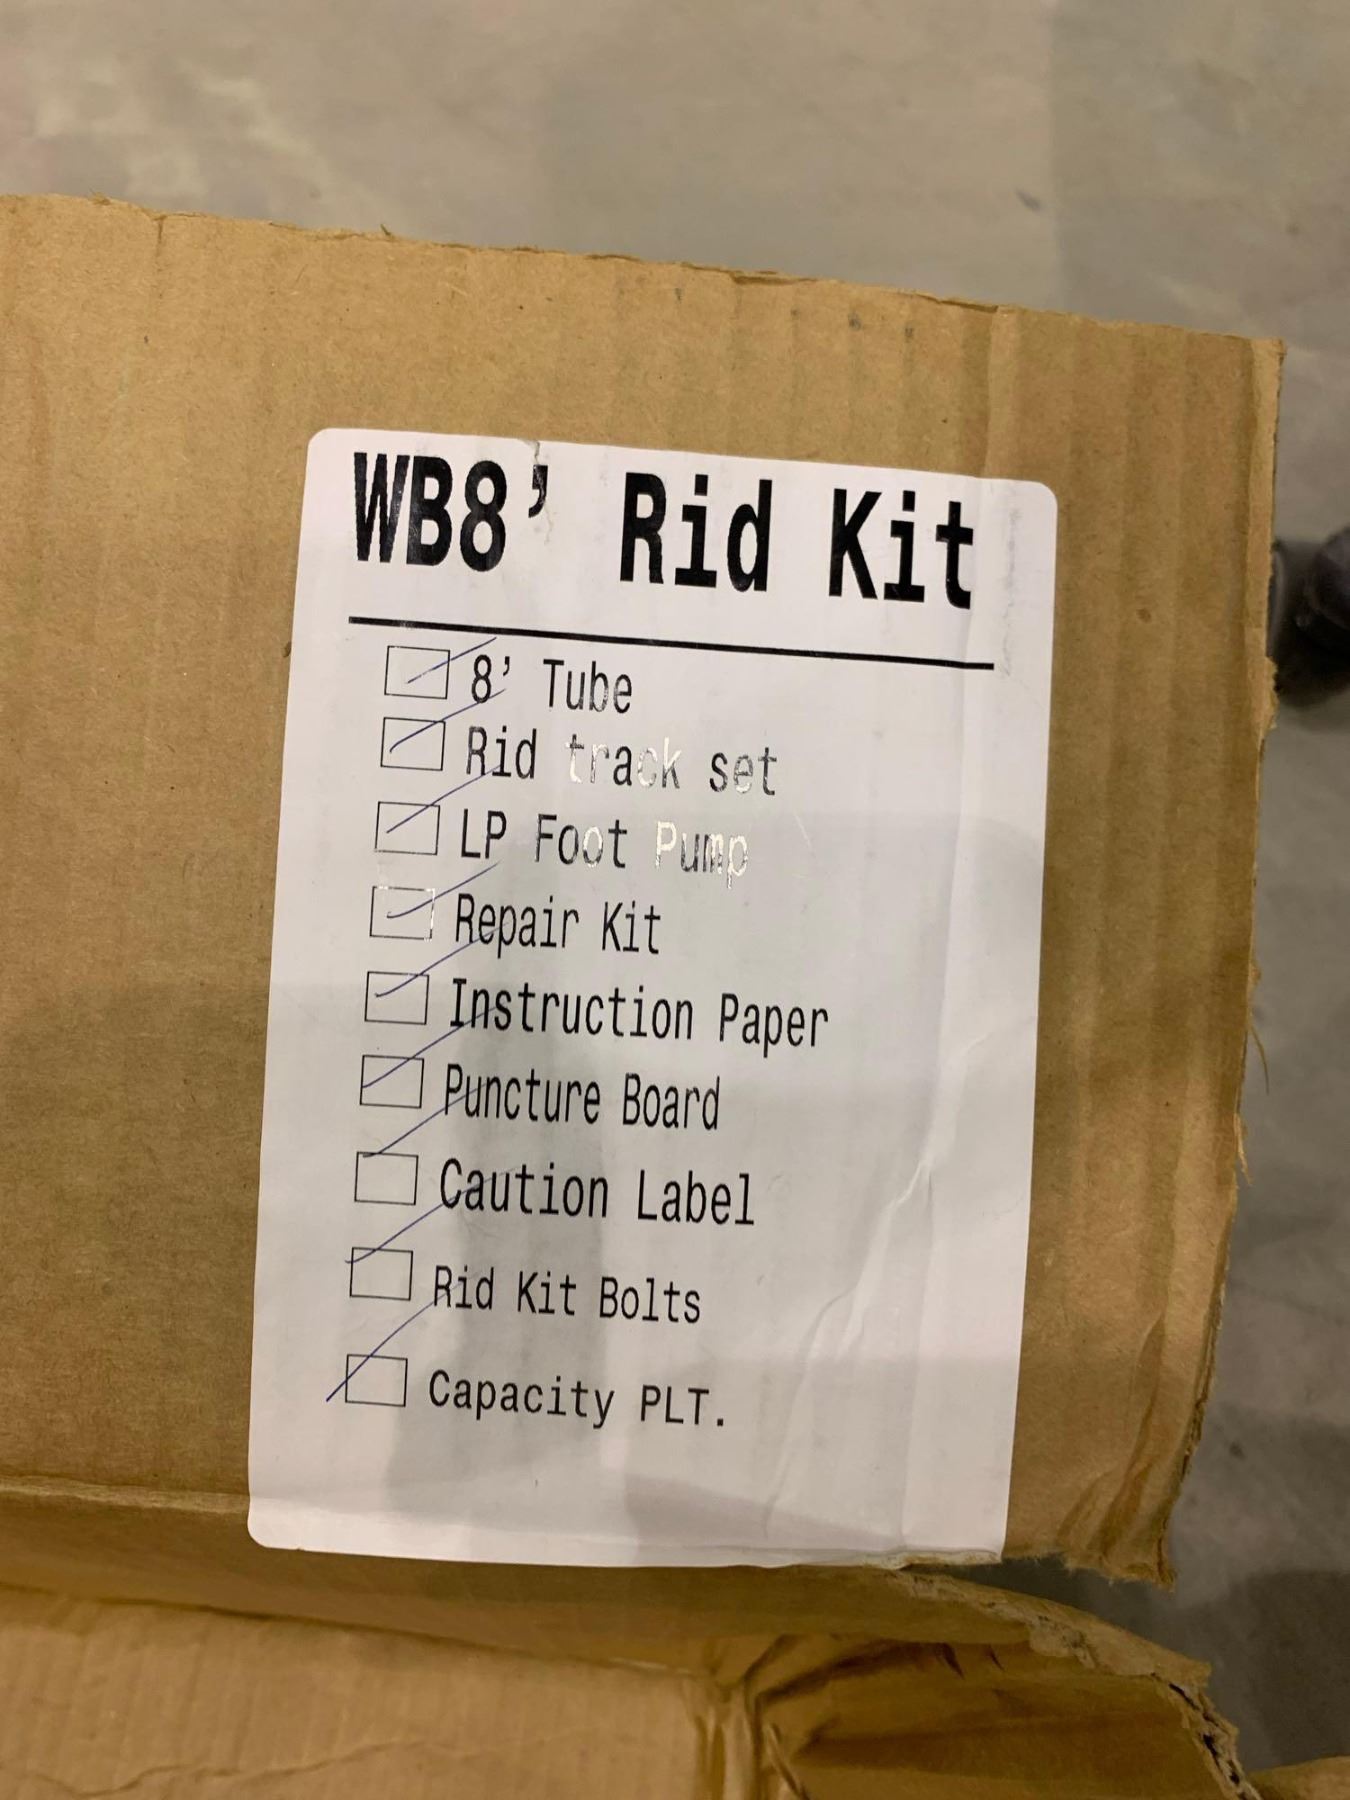 WB8' Rid Kit
8' Tube
Rid track set
LP Foot Pump
Repair Kit
Instruction Paper
Puncture Board
Caution Label
Rid Kit Bolts
Capacity PLT.